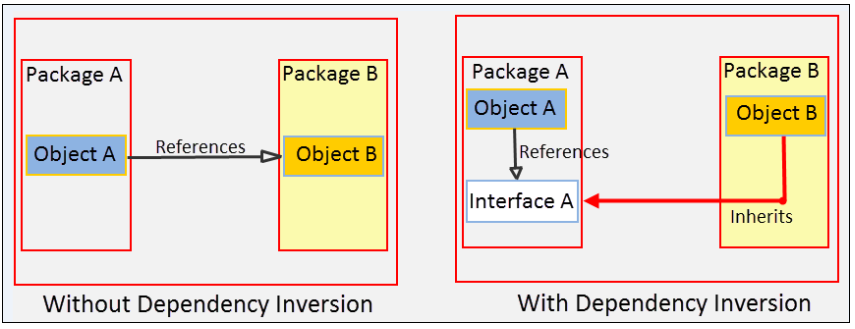 Package A
Package B
Object A
References
Object B
Without Dependency Inversion
Package A
Package B
Object A
Object B
References
Interface A
Inherits
With Dependency Inversion